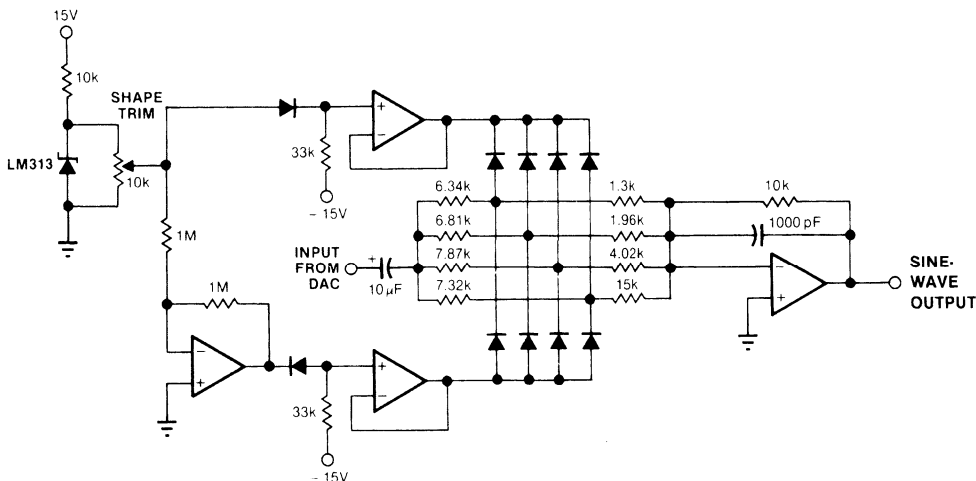 15V
10k
SHAPE
TRIM
LM313
10k
33k
- 15V
+
−
1M
1M
−
+
33k
- 15V
+
−
6.34k
6.81k
7.87k
7.32k
INPUT
FROM
DAC
+
10 µF
1.3k
1.96k
4.02k
15k
10k
1000 pF
−
+
SINE-
WAVE
OUTPUT